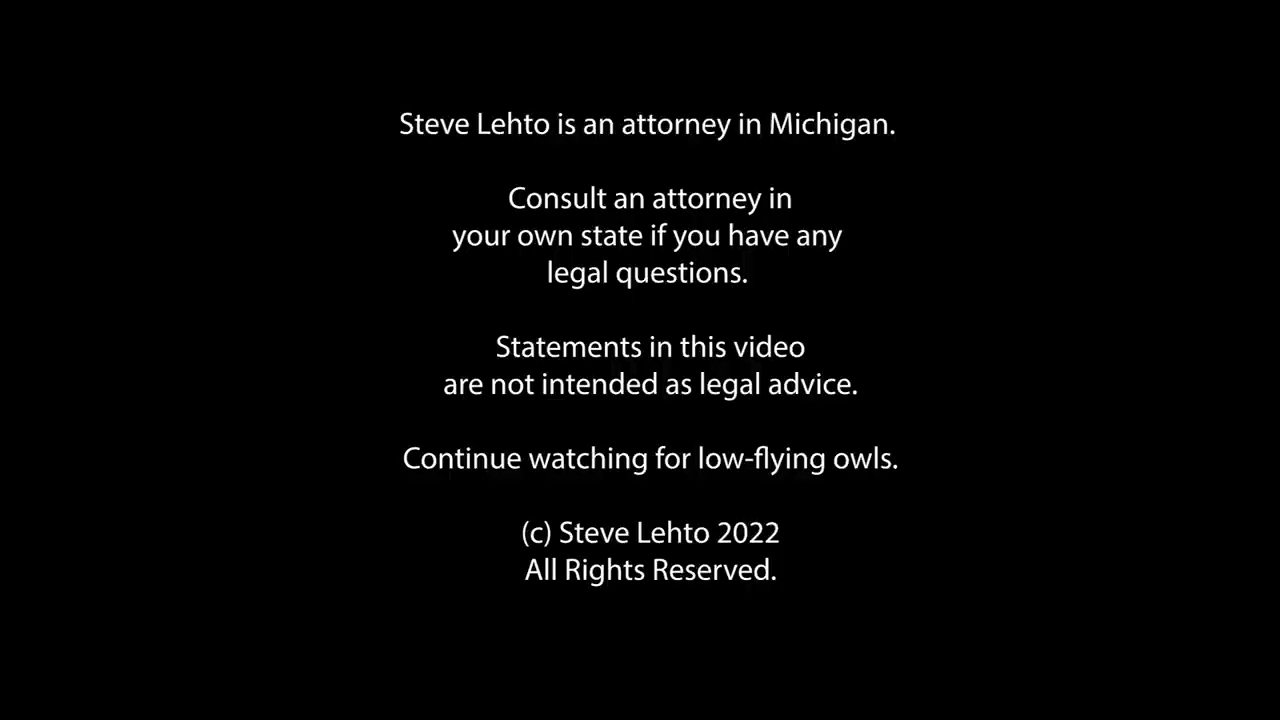 Steve Lehto is an attorney in Michigan.
Consult an attorney in
your own state if you have any
legal questions.
Statements in this video
are not intended as legal advice.
Continue watching for low-flying owls.
(c) Steve Lehto 2022
All Rights Reserved.